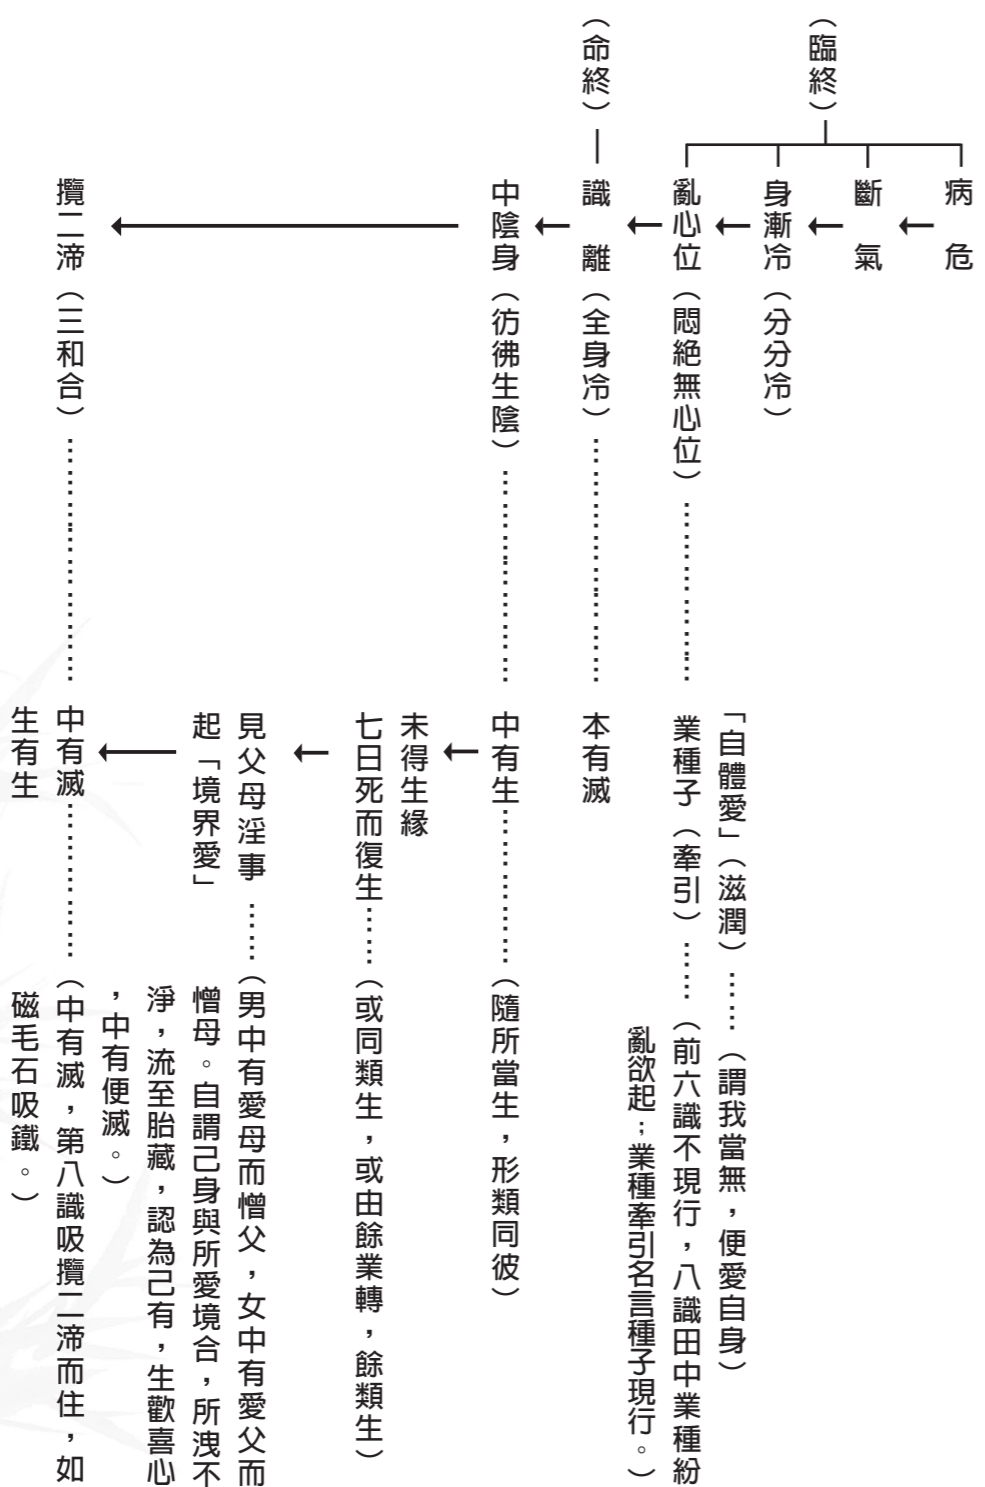 （臨終）
病危
斷氣
身漸冷（分分冷）
亂心位（悶絕無心位）
「自體愛」（滋潤）……（謂我當無，便愛自身）
業種子（牽引）……（前六識不現行，八識田中業種紛
亂欲起；業種牽引名言種子現行。）
（命終）
識離（全身冷）
本有滅
中陰身（彷彿生陰）
中有生……（隨所當生，形類同彼）
未得生緣
七日死而復生……（或同類生，或由餘業轉，餘類生）
見父母淫事……（男中有愛母而憎父，女中有愛父而
起「境界愛」
憎母。自謂己身與所愛境合，所洩不
淨，流至胎藏，認為己有，生歡喜心
，中有便滅。）
攬二渧（三和合）
中有滅……（中有滅，第八識吸攬二渧而住，如
生有生
磁毛石吸鐵。）